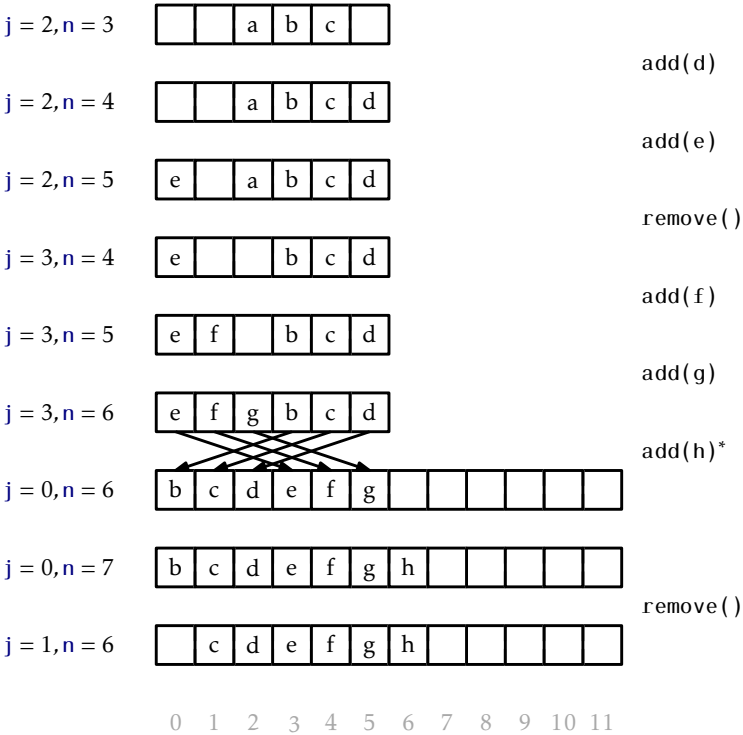 j = 2, n = 3 a b c
add(d)
j = 2, n = 4 a b c d
add(e)
j = 2, n = 5 e a b c d
remove()
j = 3, n = 4 e b c d
add(f)
j = 3, n = 5 e f b c d
add(g)
j = 3, n = 6 e f g b c d
add(h)*
j = 0, n = 6 b c d e f g
j = 0, n = 7 b c d e f g h
remove()
j = 1, n = 6 c d e f g h
0 1 2 3 4 5 6 7 8 9 10 11